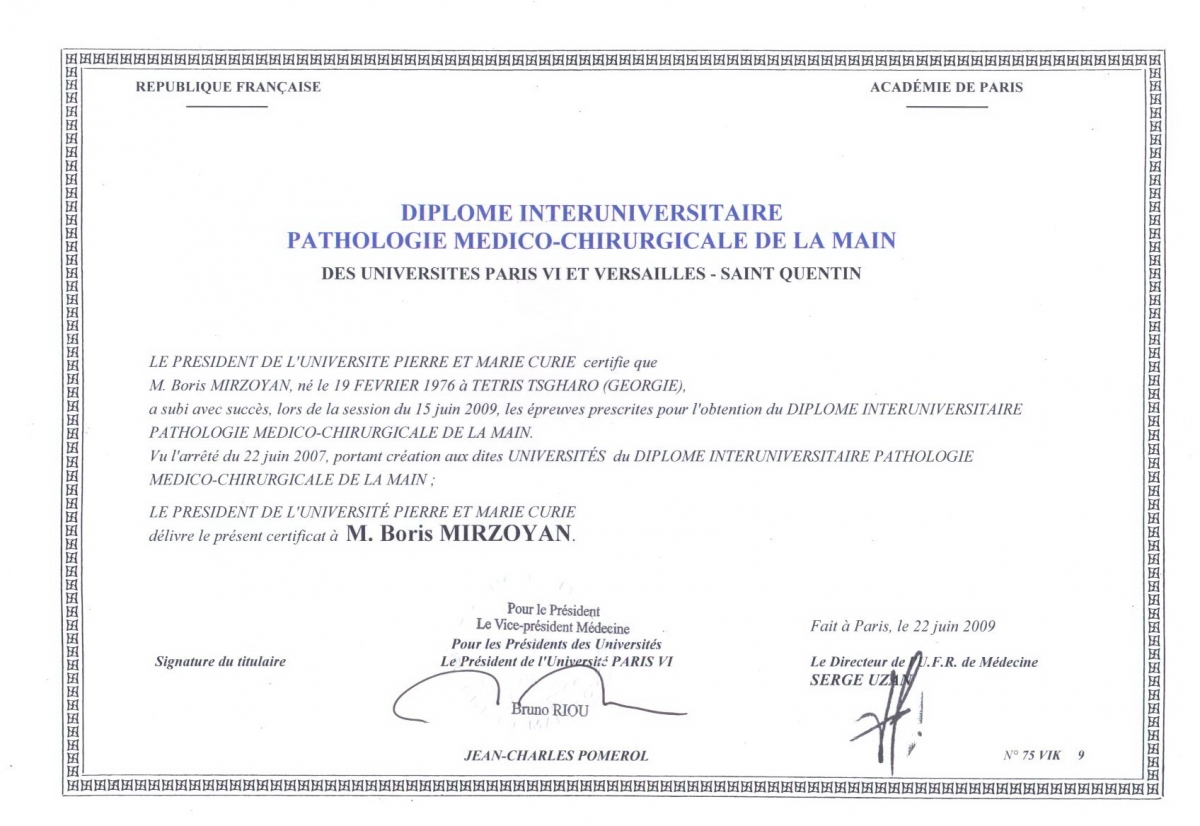 REPUBLIQUE FRANÇAISE
ACADÉMIE DE PARIS
DIPLOME INTERUNIVERSITAIRE
PATHOLOGIE MEDICO-CHIRURGICALE DE LA MAIN
DES UNIVERSITES PARIS VI ET VERSAILLES - SAINT QUENTIN
LE PRESIDENT DE L'UNIVERSITE PIERRE ET MARIE CURIE certifie que
M. Boris MIRZOYAN, né le 19 FEVRIER 1976 à TETRIS TSGHARO (GEORGIE),
a subi avec succès, lors de la session du 15 juin 2009, les épreuves prescrites pour l'obtention du DIPLOME INTERUNIVERSITAIRE
PATHOLOGIE MEDICO-CHIRURGICALE DE LA MAIN.
Vu l'arrêté du 22 juin 2007, portant création aux dites UNIVERSITÉS du DIPLOME INTERUNIVERSITAIRE PATHOLOGIE
MEDICO-CHIRURGICALE DE LA MAIN ;
LE PRESIDENT DE L'UNIVERSITÉ PIERRE ET MARIE CURIE
délivre le présent certificat à M. Boris MIRZOYAN.
Pour le Président
Le Vice-président Médecine
Pour les Présidents des Universités
Le Président de l'Université PARIS VI
Bruno RIOU
JEAN-CHARLES POMEROL
Signature du titulaire
Fait à Paris, le 22 juin 2009
Le Directeur de l'U.F.R. de Médecine
SERGE UZAN
N° 75 VIK 9